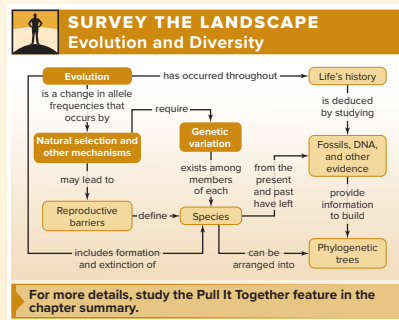 SURVEY THE LANDSCAPE
Evolution and Diversity
Evolution
has occurred throughout
Life's history
is a change in allele
frequencies that
occurs by
require
is deduced
by studying
Natural selection and
other mechanisms
Genetic
variation
Fossils, DNA,
and other
evidence
may lead to
exists among
members
of each
from the
present
and past
have left
provide
information
to build
Reproductive
barriers
define
Species
includes formation
and extinction of
can be
arranged into
Phylogenetic
trees
For more details, study the Pull It Together feature in the
chapter summary.